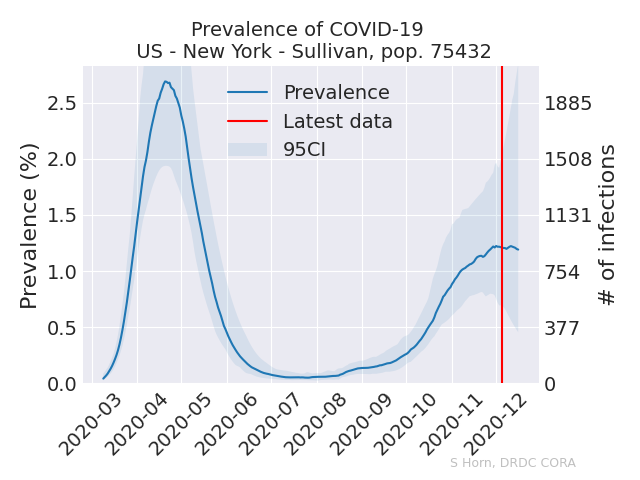 Prevalence of COVID-19
US - New York - Sullivan, pop. 75432
Prevalence
Latest data
95CI
Prevalence (%)
2.5
2.0
1.5
1.0
0.5
0.0
1885
1508
1131
754
377
0
# of infections
2020-03
2020-04
2020-05
2020-06
2020-07
2020-08
2020-09
2020-10
2020-11
2020-12
S Horn, DRDC CORA